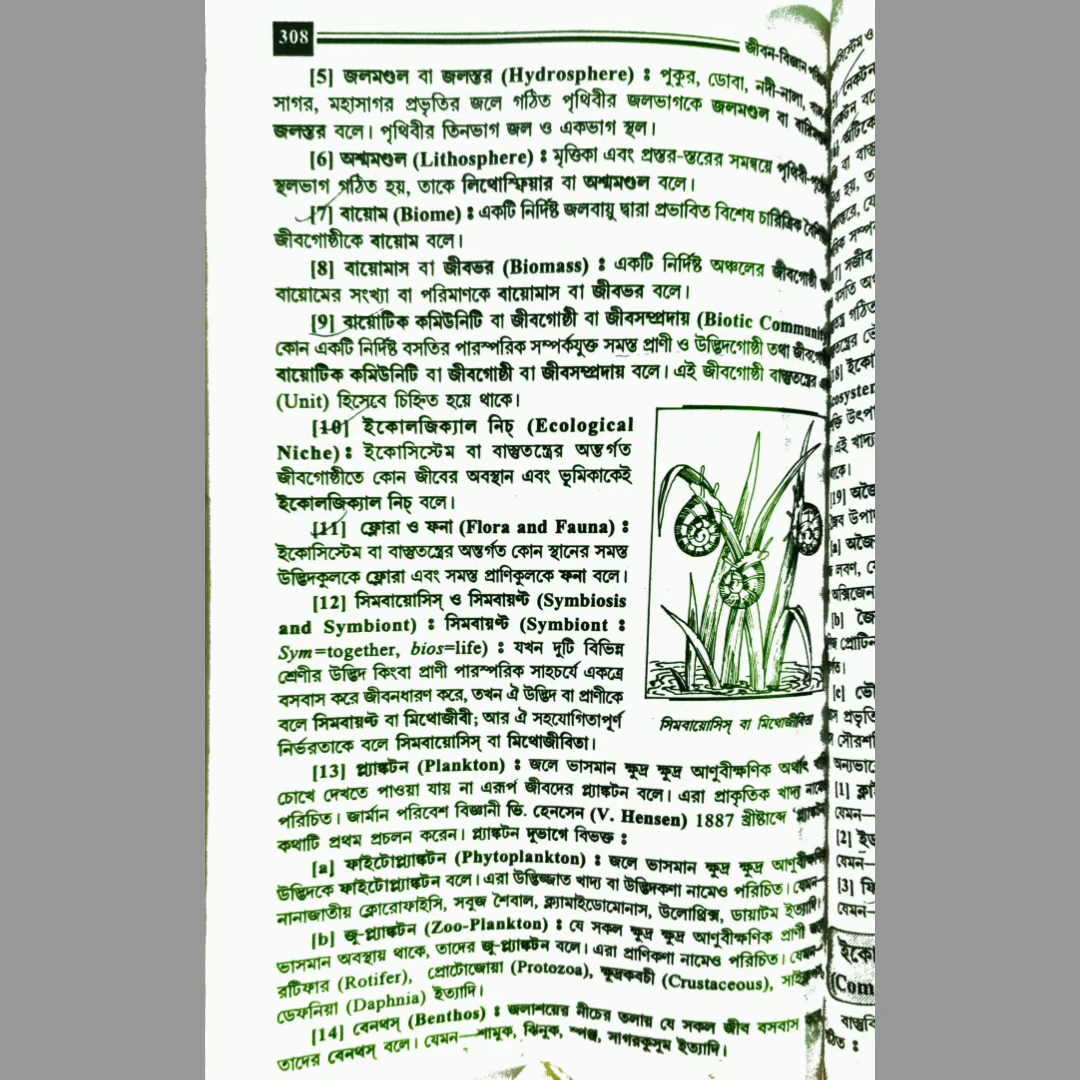 308
জীবন-বিজ্ঞান
[5] জলমণ্ডল বা জলস্তর (Hydrosphere) : পুকুর, ডোবা, নদী-নালা,
সাগর, মহাসাগর প্রভৃতির জলে গঠিত পৃথিবীর জলভাগকে জলমণ্ডল বা
জলস্তর বলে। পৃথিবীর তিনভাগ জল ও একভাগ স্থল।
[6] অশ্মমণ্ডল (Lithosphere) : মৃত্তিকা এবং প্রস্তর-স্তরের সমন্বয়ে পৃথিবী-পৃষ্ঠের
স্থলভাগ গঠিত হয়, তাকে লিথোস্ফিয়ার বা অশ্মমণ্ডল বলে।
[7] বায়োম (Biome) : একটি নির্দিষ্ট জলবায়ু দ্বারা প্রভাবিত বিশেষ চারিত্রিক
জীবগোষ্ঠীকে বায়োম বলে।
[8] বায়োমাস বা জীবভর (Biomass) : একটি নির্দিষ্ট অঞ্চলের জীবগোষ্ঠী
বায়োমের সংখ্যা বা পরিমাণকে বায়োমাস বা জীবভর বলে।
[9] বায়োটিক কমিউনিটি বা জীবগোষ্ঠী বা জীবসম্প্রদায় (Biotic Community
কোন একটি নির্দিষ্ট বসতির পারস্পরিক সম্পর্কযুক্ত সমস্ত প্রাণী ও উদ্ভিদগোষ্ঠী তথা
বায়োটিক কমিউনিটি বা জীবগোষ্ঠী বা জীবসম্প্রদায় বলে। এই জীবগোষ্ঠী বাস্তুতন্ত্রের
(Unit) হিসেবে চিহ্নিত হয়ে থাকে।
[10] ইকোলজিক্যাল নিচ্ (Ecological
Niche) : ইকোসিস্টেম বা বাস্তুতন্ত্রের অন্তর্গত
জীবগোষ্ঠীতে কোন জীবের অবস্থান এবং ভূমিকাকেই
ইকোলজিক্যাল নিচ্ বলে।
[11] ফ্লোরা ও ফনা (Flora and Fauna) :
ইকোসিস্টেম বা বাস্তুতন্ত্রের অন্তর্গত কোন স্থানের সমস্ত
উদ্ভিদকুলকে ফ্লোরা এবং সমস্ত প্রাণিকুলকে ফনা বলে।
[12] সিমবায়োসিস্ ও সিমবায়ণ্ট (Symbiosis
and Symbiont) : সিমবায়ণ্ট (Symbiont :
Sym=together, bios=life) : যখন দুটি বিভিন্ন
শ্রেণীর উদ্ভিদ কিংবা প্রাণী পারস্পরিক সাহচর্যে একত্রে
বসবাস করে জীবনধারণ করে, তখন ঐ উদ্ভিদ বা প্রাণীকে
বলে সিমবায়ণ্ট বা মিথোজীবী; আর ঐ সহযোগিতাপূর্ণ
নির্ভরতাকে বলে সিমবায়োসিস্ বা মিথোজীবিতা।
সিমবায়োসিস্ বা মিথোজীবিতা
[13] প্ল্যাঙ্কটন (Plankton) : জলে ভাসমান ক্ষুদ্র ক্ষুদ্র আণুবীক্ষণিক অর্থাৎ
চোখে দেখতে পাওয়া যায় না এরূপ জীবদের প্ল্যাঙ্কটন বলে। এরা প্রাকৃতিক খাদ্য নামে
পরিচিত। জার্মান পরিবেশ বিজ্ঞানী ভি. হেনসেন (V. Hensen) 1887 খ্রীষ্টাব্দে 'প্ল্যাঙ্কটন
কথাটি প্রথম প্রচলন করেন। প্ল্যাঙ্কটন দুভাগে বিভক্ত :
[a] ফাইটোপ্ল্যাঙ্কটন (Phytoplankton) : জলে ভাসমান ক্ষুদ্র ক্ষুদ্র আণুবীক্ষণিক
উদ্ভিদকে ফাইটোপ্ল্যাঙ্কটন বলে। এরা উদ্ভিজ্জাত খাদ্য বা উদ্ভিদকণা নামেও পরিচিত। যেমন—
নানাজাতীয় ক্লোরোফাইসি, সবুজ শৈবাল, ক্ল্যামাইডোমোনাস, উলোথ্রিক্স, ডায়াটম ইত্যাদি।
[b] জু-প্ল্যাঙ্কটন (Zoo-Plankton) : যে সকল ক্ষুদ্র ক্ষুদ্র আণুবীক্ষণিক প্রাণী
ভাসমান অবস্থায় থাকে, তাদের জু-প্ল্যাঙ্কটন বলে। এরা প্রাণিকণা নামেও পরিচিত। যেমন—
রটিফার (Rotifer), প্রোটোজোয়া (Protozoa), ক্ষুদ্রকবচী (Crustaceous),
ডেফনিয়া (Daphnia) ইত্যাদি।
[14] বেনথস্ (Benthos) : জলাশয়ের নীচের তলায় যে সকল জীব বসবাস
তাদের বেনথস্ বলে। যেমন—শামুক, ঝিনুক, স্পঞ্জ, সাগরকুসুম ইত্যাদি।